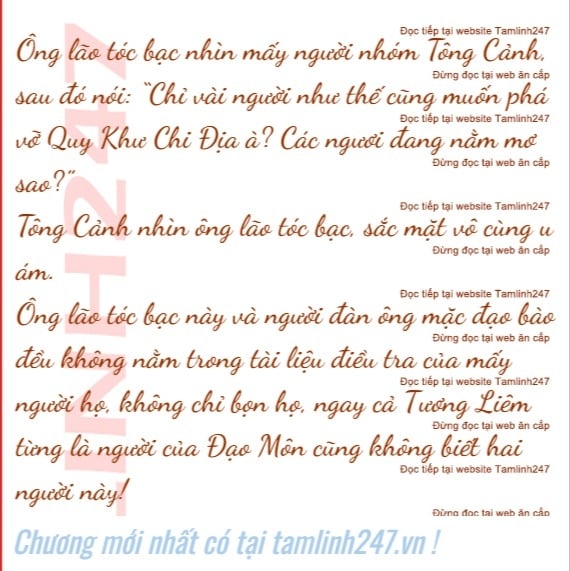 Đọc tiếp tại website Tamlinh247
Ông lão tóc bạc nhìn mấy người nhóm Tông Cảnh,
Đừng đọc tại web ăn cắp
sau đó nói: “Chỉ vài người như thế cũng muốn phá
Đọc tiếp tại website Tamlinh247
vỡ Quy Khư Chi Địa à? Các ngươi đang nằm mơ
Đừng đọc tại web ăn cắp
sao?”
Đọc tiếp tại website Tamlinh247
Tông Cảnh nhìn ông lão tóc bạc, sắc mặt vô cùng u
Đừng đọc tại web ăn cắp
ám.
Đọc tiếp tại website Tamlinh247
Ông lão tóc bạc này và người đàn ông mặc đạo bào
Đừng đọc tại web ăn cắp
đều không nằm trong tài liệu điều tra của mấy
Đọc tiếp tại website Tamlinh247
người họ, không chỉ bọn họ, ngay cả Tương Liêm
Đừng đọc tại web ăn cắp
từng là người của Đạo Môn cũng không biết hai
Đọc tiếp tại website Tamlinh247
người này!
Đừng đọc tại web ăn cắp
LINH247
Chương mới nhất có tại tamlinh247.vn !